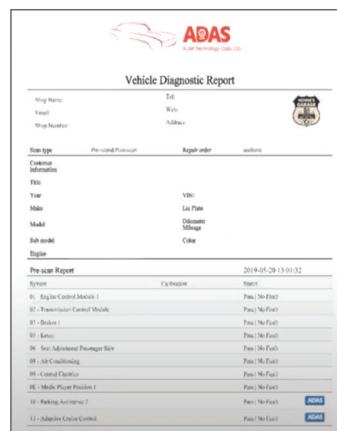 ADAS
Vehicle Diagnostic Report
Shop Name:
Tel:
Email
Web:
Shop Number
Address:
GARAGE
Scan type
Pre-scan&Post-scan
Repair order
Customer
information
Title
Year
VIN:
Make
Lin Plate
Model
Odometer
Mileage
Sub model
Color
Engine
Pre-scan Report
2019-05-20 13:01:32
System
Calibration
Status
01 - Engine Control Module 1
Pass | No Fault
02 - Transmission Control Module
Pass | No Fault
03 - Brakes 1
Pass | No Fault
Pass | No Fault
06 - Seat Adjustment Passenger Side
Pass | No Fault
08 - Air Conditioning
Pass | No Fault
09 - Central Electrics
Pass | No Fault
0E - Media Player Position 1
Pass | No Fault
10 - Parking Assistance 2
Pass | No Fault
ADAS
13 - Adaptive Cruise Control
Pass | No Fault
ADAS